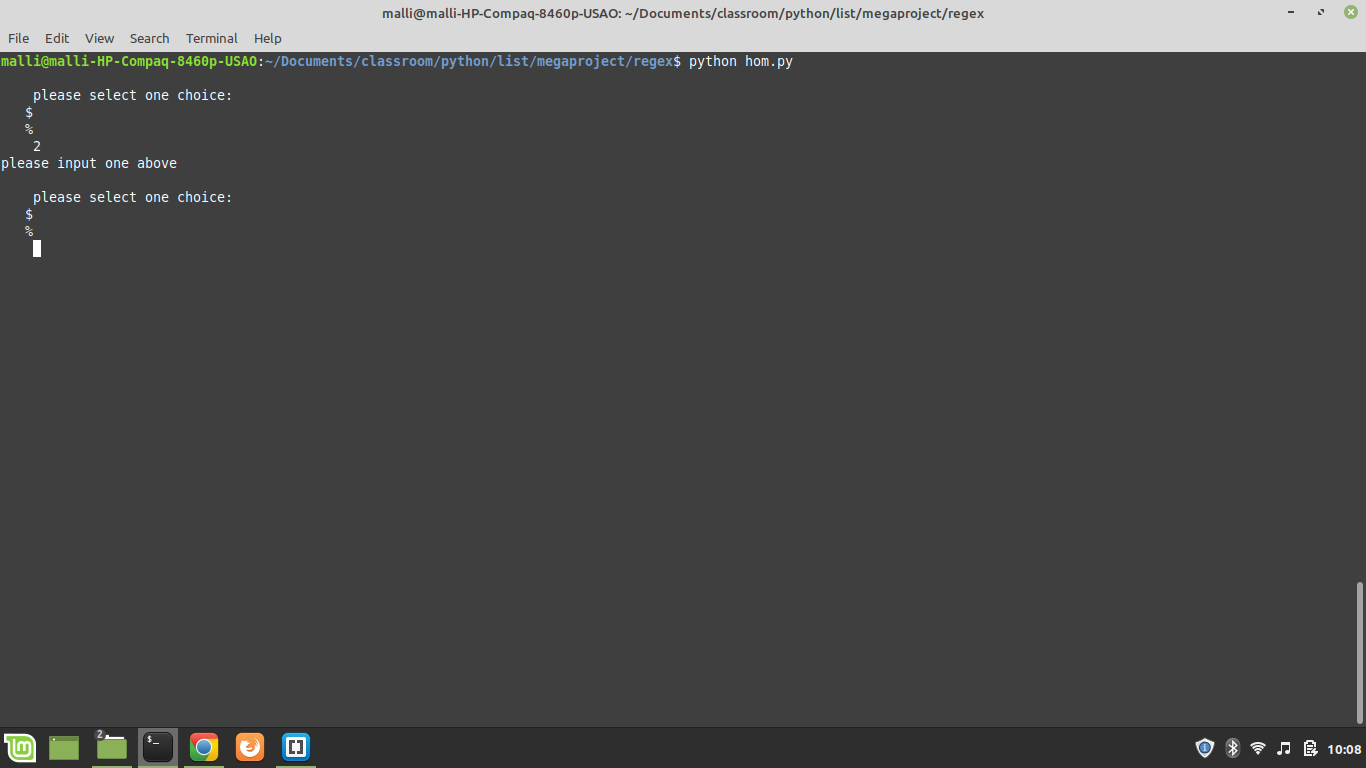 malli@malli-HP-Compaq-8460p-USAO: ~/Documents/classroom/python/list/megaproject/regex
File Edit View Search Terminal Help
malli@malli-HP-Compaq-8460p-USAO:~/Documents/classroom/python/list/megaproject/regex$ python hom.py
please select one choice:
$
%
2
please input one above
please select one choice:
$
%
2
$_
10:08